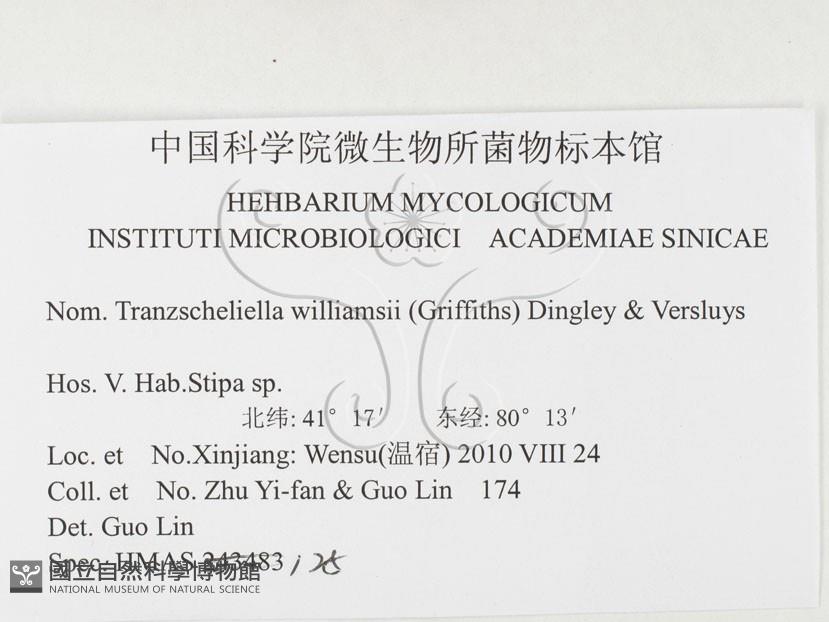 中国科学院微生物所菌物标本馆
HEHBARIUM MYCOLOGICUM
INSTITUTI MICROBIOLOGICI ACADEMIAE SINICAE
Nom. Tranzscheliella williamsii (Griffiths) Dingley & Versluys
Hos. V. Hab.Stipa sp.
北纬: 41° 17′ 东经: 80° 13′
Loc. et No.Xinjiang: Wensu(温宿) 2010 VIII 24
Coll. et No. Zhu Yi-fan & Guo Lin 174
Det. Guo Lin
Spec. HMAS 243483
國立自然科學博物館
NATIONAL MUSEUM OF NATURAL SCIENCE